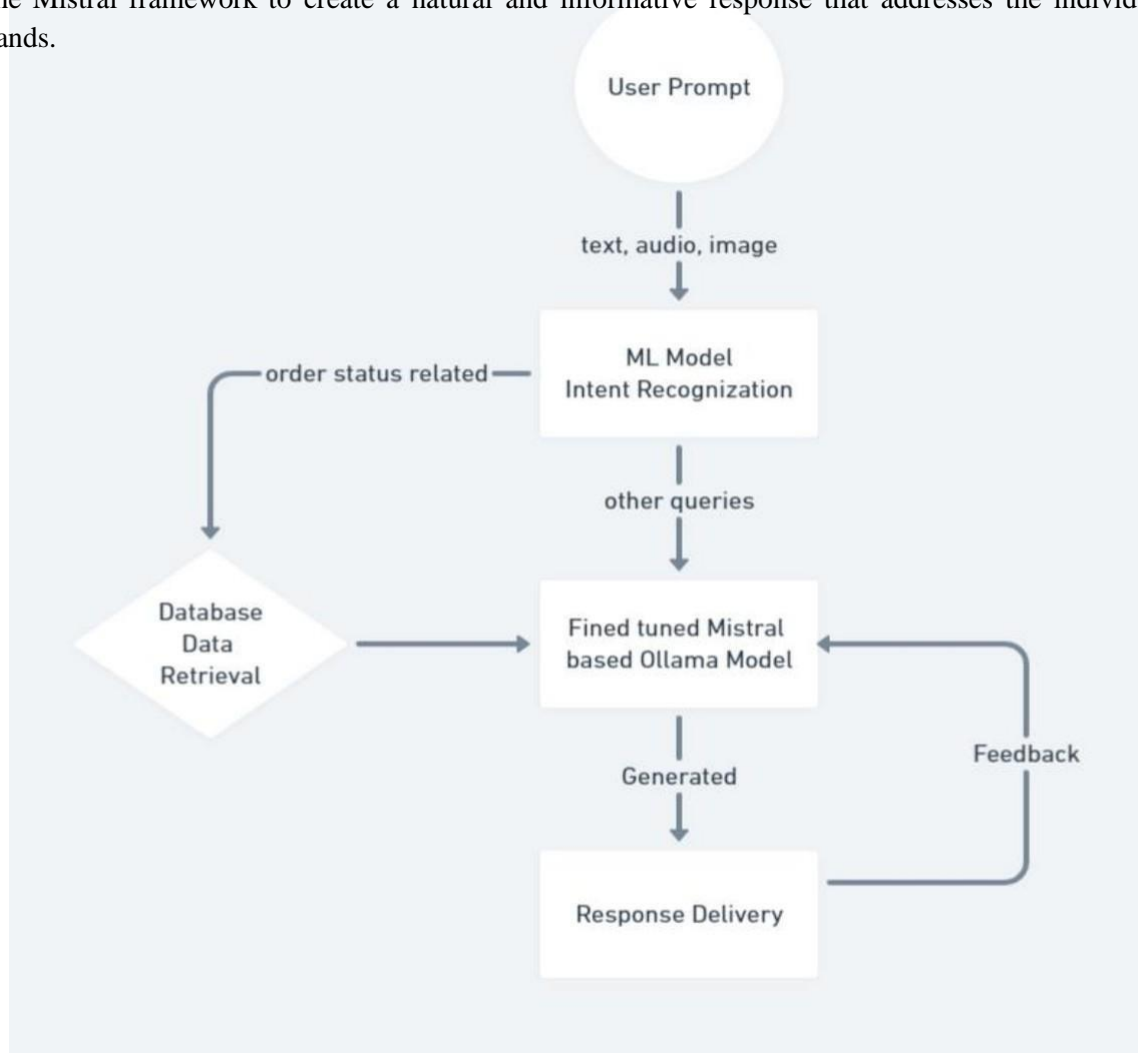 he Mistral framework to create a natural and informative response that addresses the individ
ands.
User Prompt
text, audio, image
ML Model
Intent Recognization
order status related
other queries
Database
Data
Retrieval
Fined tuned Mistral
based Ollama Model
Feedback
Generated
Response Delivery